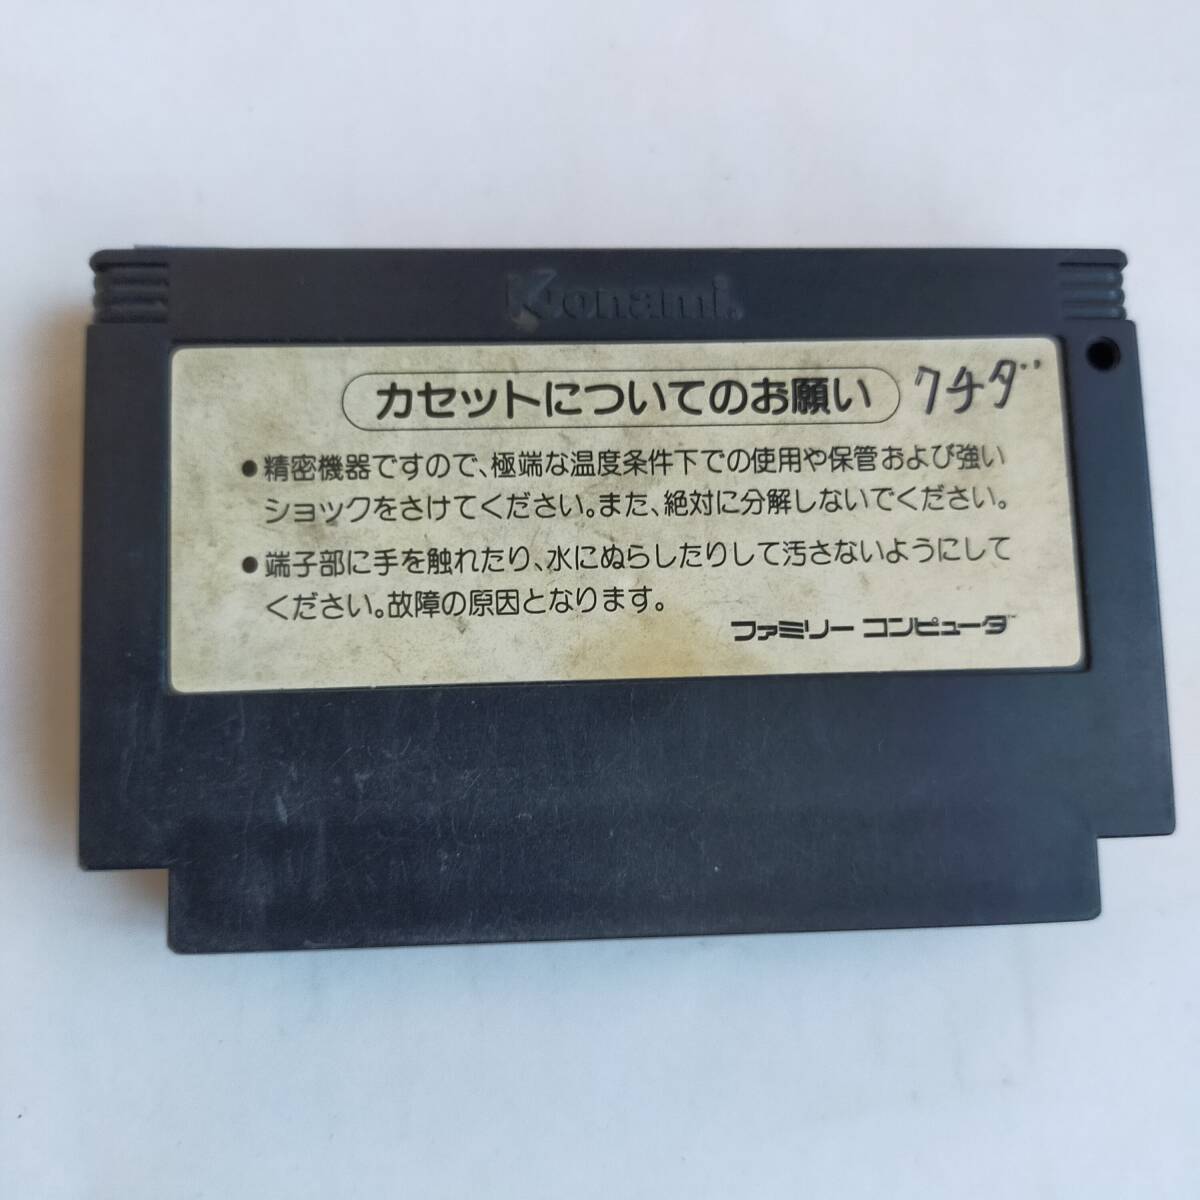 Konami
カセットについてのお願い クチダ
●精密機器ですので、極端な温度条件下での使用や保管および強い
ショックをさけてください。また、絶対に分解しないでください。
●端子部に手を触れたり、水にぬらしたりして汚さないようにして
ください。故障の原因となります。
ファミリー コンピュータ™